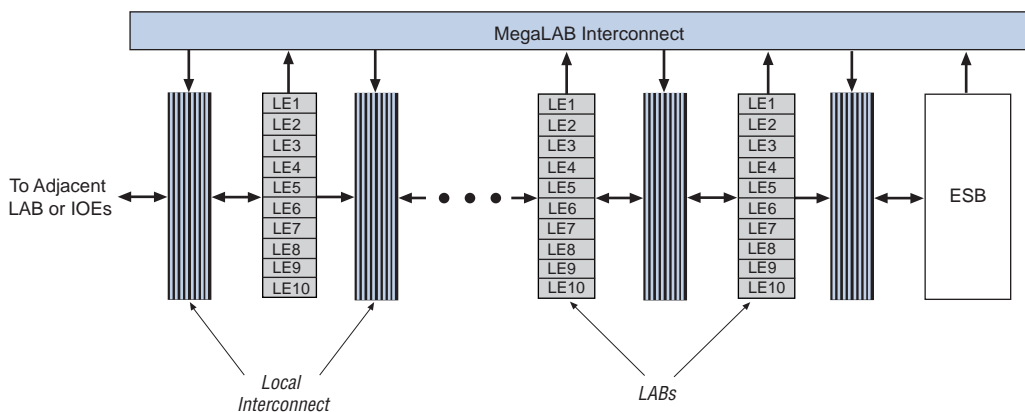 MegaLAB Interconnect
LE1
LE2
LE3
LE4
LE5
LE6
LE7
LE8
LE9
LE10
LE1
LE2
LE3
LE4
LE5
LE6
LE7
LE8
LE9
LE10
LE1
LE2
LE3
LE4
LE5
LE6
LE7
LE8
LE9
LE10
To Adjacent
LAB or IOEs
ESB
Local
Interconnect
LABs